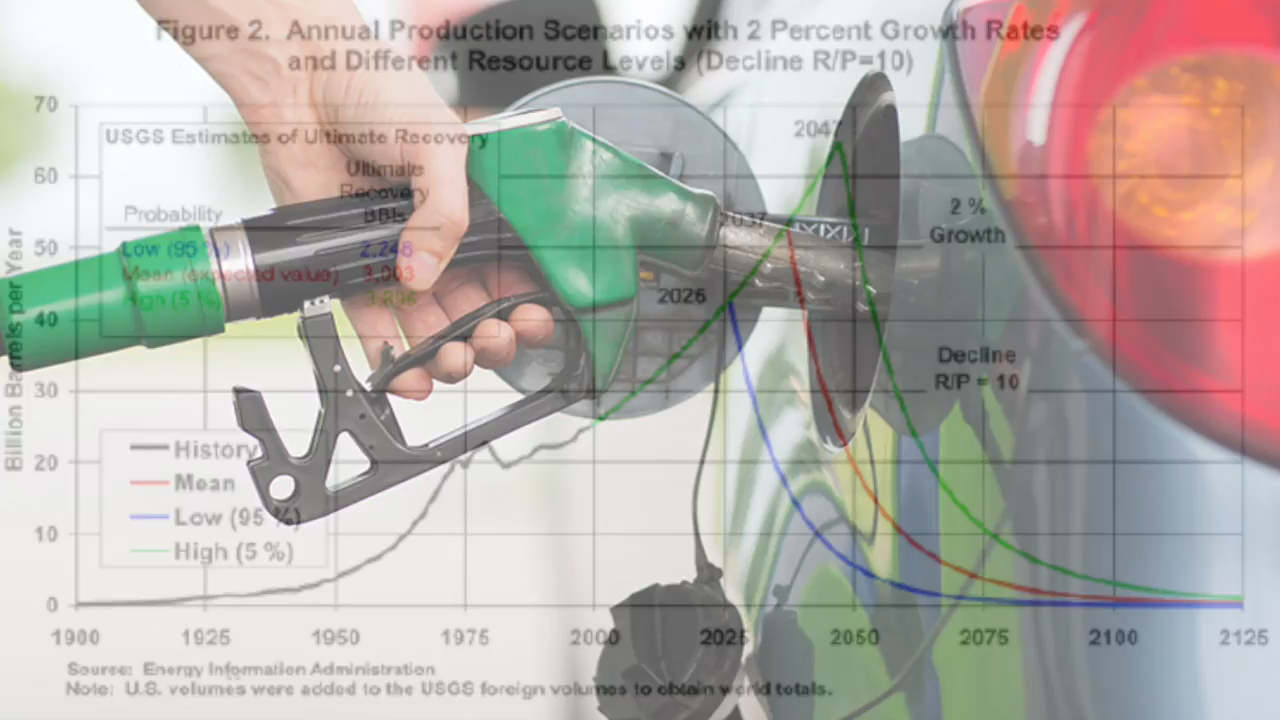 Figure 2. Annual Production Scenarios with 2 Percent Growth Rates
and Different Resource Levels (Decline R/P=10)
70
60
50
40
30
20
10
0
Billion Barrels per Year
USGS Estimates of Ultimate Recovery
Ultimate
Recovery
Probability BBls
Low (95 %) 2,248
Mean (expected value) 3,003
High (5 %) 3,896
2047
2037
2026
2 %
Growth
Decline
R/P = 10
History
Mean
Low (95 %)
High (5 %)
1900 1925 1950 1975 2000 2025 2050 2075 2100 2125
Source: Energy Information Administration
Note: U.S. volumes were added to the USGS foreign volumes to obtain world totals.